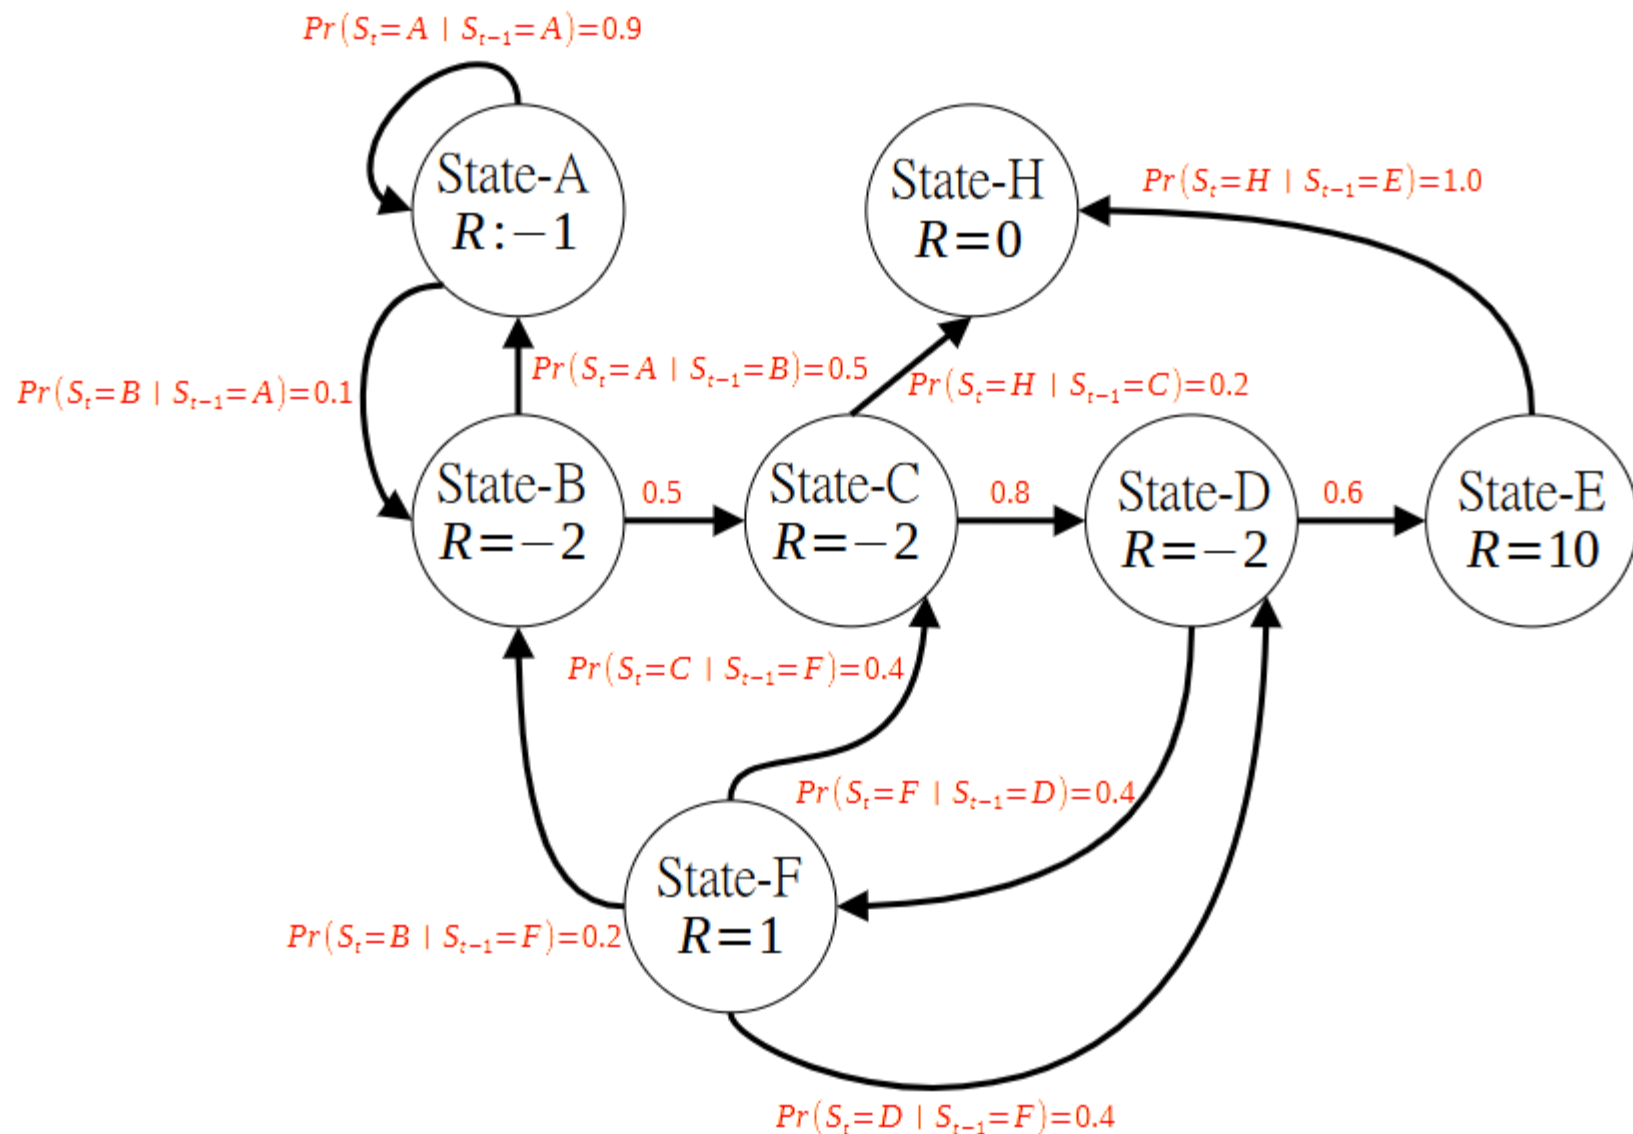 Pr(Sₜ=A | Sₜ₋₁=A)=0.9
State-A
R:−1
State-H
R=0
Pr(Sₜ=H | Sₜ₋₁=E)=1.0
Pr(Sₜ=B | Sₜ₋₁=A)=0.1
Pr(Sₜ=A | Sₜ₋₁=B)=0.5
Pr(Sₜ=H | Sₜ₋₁=C)=0.2
State-B
R=−2
0.5
State-C
R=−2
0.8
State-D
R=−2
0.6
State-E
R=10
Pr(Sₜ=C | Sₜ₋₁=F)=0.4
Pr(Sₜ=F | Sₜ₋₁=D)=0.4
State-F
R=1
Pr(Sₜ=B | Sₜ₋₁=F)=0.2
Pr(Sₜ=D | Sₜ₋₁=F)=0.4